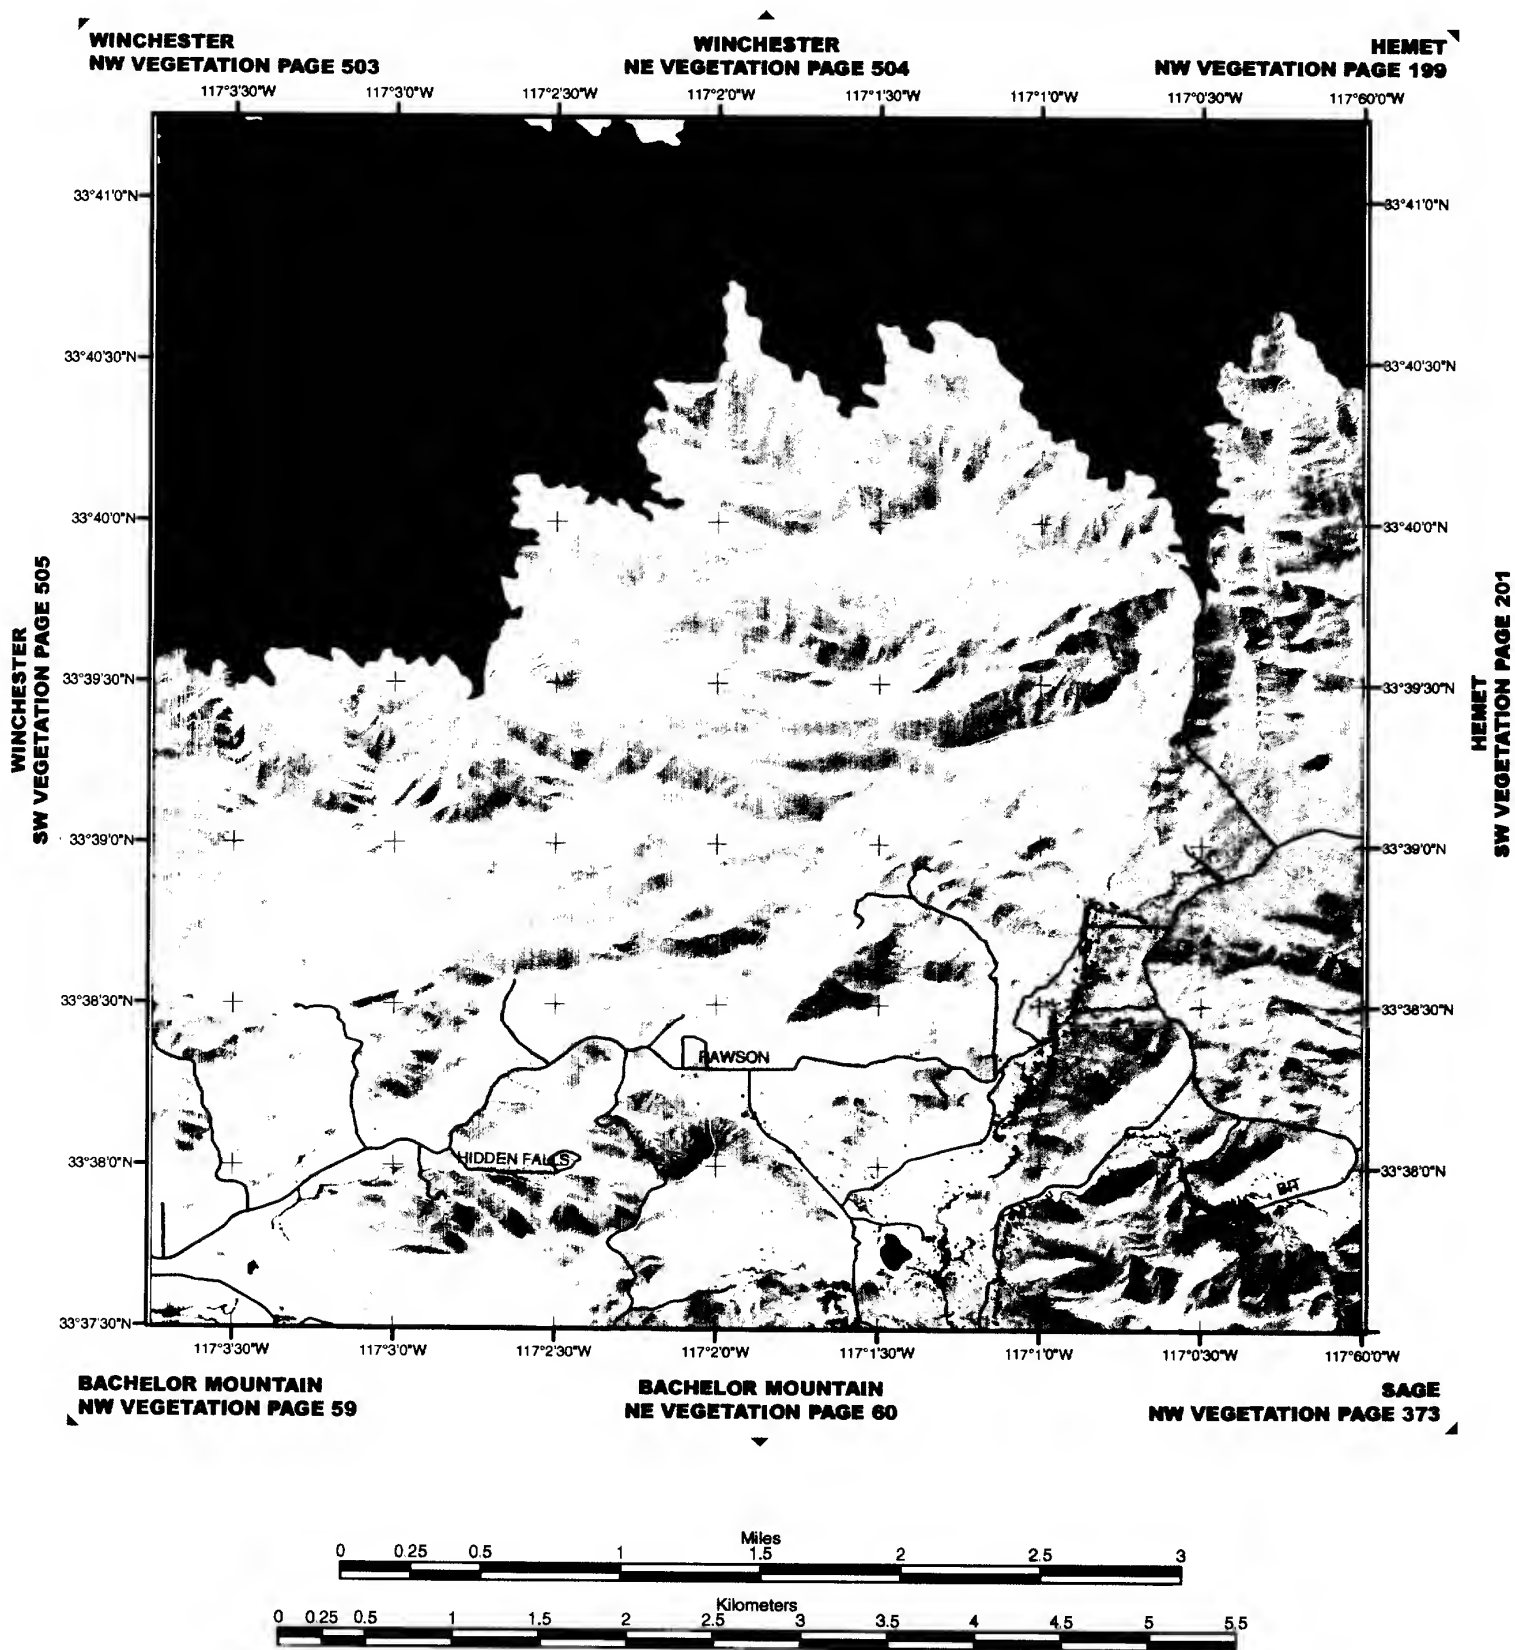 WINCHESTER
NW VEGETATION PAGE 503
WINCHESTER
NE VEGETATION PAGE 504
HEMET
NW VEGETATION PAGE 199
117°3'30"W 117°3'0"W 117°2'30"W 117°2'0"W 117°1'30"W 117°1'0"W 117°0'30"W 117°60'0"W
33°41'0"N 33°41'0"N
33°40'30"N 33°40'30"N
33°40'0"N 33°40'0"N
WINCHESTER
SW VEGETATION PAGE 505
HEMET
SW VEGETATION PAGE 201
33°39'30"N 33°39'30"N
33°39'0"N 33°39'0"N
33°38'30"N 33°38'30"N
RAWSON
HIDDEN FALLS
33°38'0"N 33°38'0"N
BIT
33°37'30"N
117°3'30"W 117°3'0"W 117°2'30"W 117°2'0"W 117°1'30"W 117°1'0"W 117°0'30"W 117°60'0"W
BACHELOR MOUNTAIN
NW VEGETATION PAGE 59
BACHELOR MOUNTAIN
NE VEGETATION PAGE 60
SAGE
NW VEGETATION PAGE 373
Miles
0 0.25 0.5 1 1.5 2 2.5 3
Kilometers
0 0.25 0.5 1 1.5 2 2.5 3 3.5 4 4.5 5 5.5